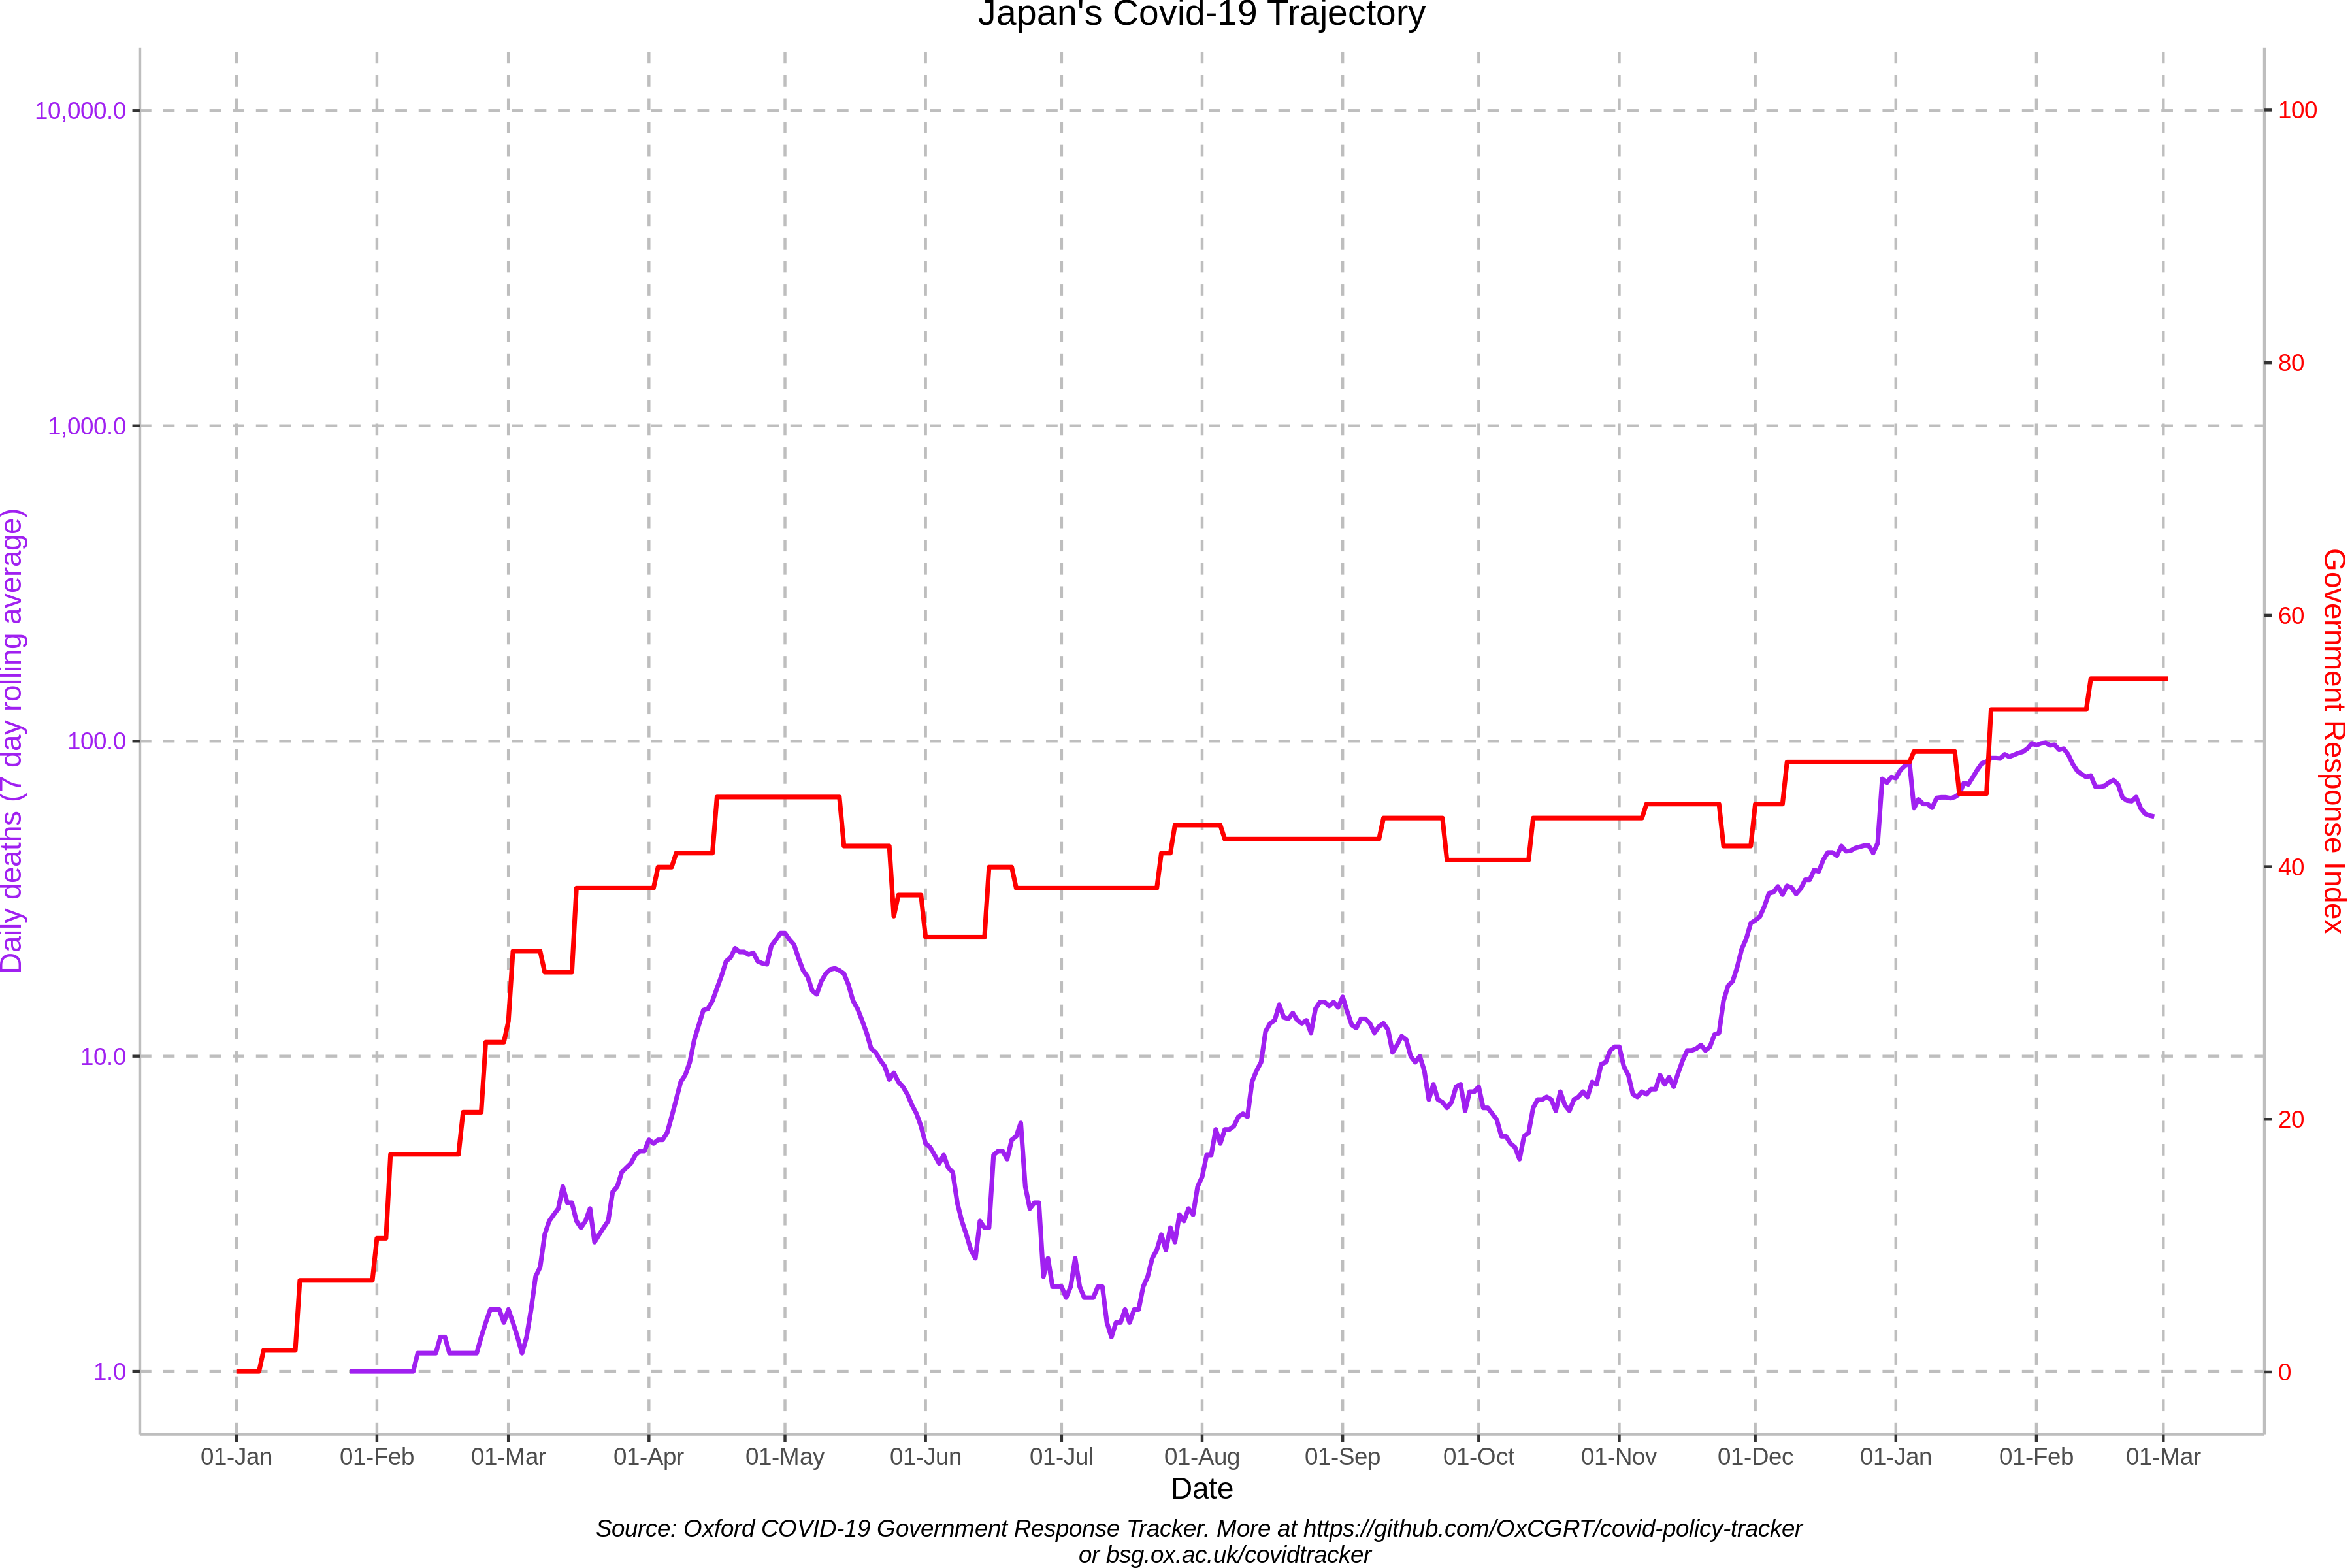 Japan's Covid-19 Trajectory
10,000.0
1,000.0
100.0
10.0
1.0
Daily deaths (7 day rolling average)
100
80
60
40
20
0
Government Response Index
01-Jan 01-Feb 01-Mar 01-Apr 01-May 01-Jun 01-Jul 01-Aug 01-Sep 01-Oct 01-Nov 01-Dec 01-Jan 01-Feb 01-Mar
Date
Source: Oxford COVID-19 Government Response Tracker. More at https://github.com/OxCGRT/covid-policy-tracker
or bsg.ox.ac.uk/covidtracker